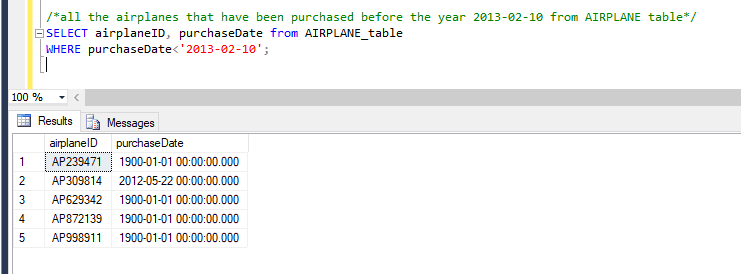 /*all the airplanes that have been purchased before the year 2013-02-10 from AIRPLANE table*/
SELECT airplaneID, purchaseDate from AIRPLANE_table
WHERE purchaseDate<'2013-02-10';
100 %
Results Messages
airplaneID purchaseDate
1 AP239471 1900-01-01 00:00:00.000
2 AP309814 2012-05-22 00:00:00.000
3 AP629342 1900-01-01 00:00:00.000
4 AP872139 1900-01-01 00:00:00.000
5 AP998911 1900-01-01 00:00:00.000